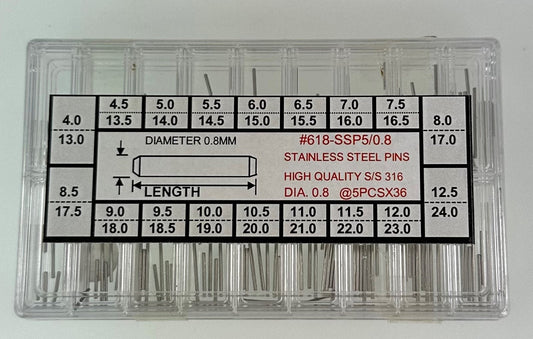 4.5 5.0 5.5 6.0 6.5 7.0 7.5
13.5 14.0 14.5 15.0 15.5 16.0 16.5
4.0
13.0
8.0
17.0
DIAMETER 0.8MM
LENGTH
#618-SSP5/0.8
STAINLESS STEEL PINS
HIGH QUALITY S/S 316
DIA. 0.8 @5PCSX36
8.5
17.5
12.5
24.0
9.0 9.5 10.0 10.5 11.0 11.5 12.0
18.0 18.5 19.0 20.0 21.0 22.0 23.0